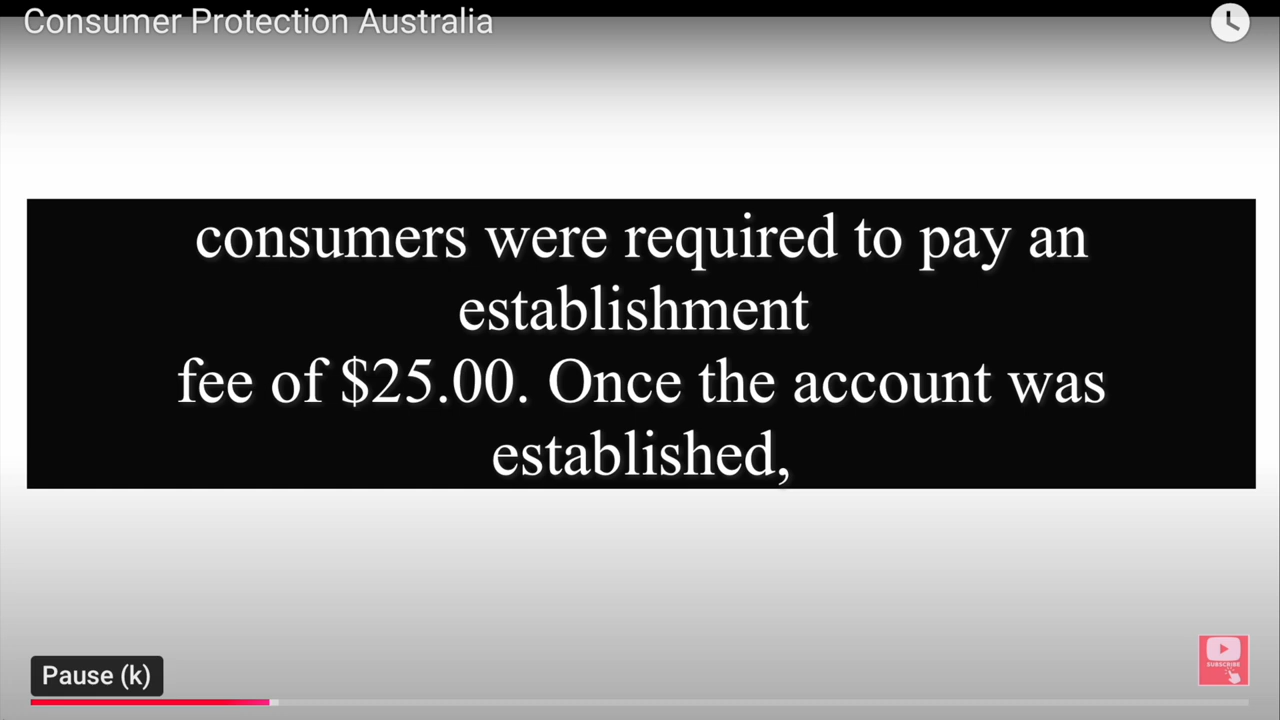 Consumer Protection Australia
consumers were required to pay an
establishment
fee of $25.00. Once the account was
established,
SUBSCRIBE
Pause (k)